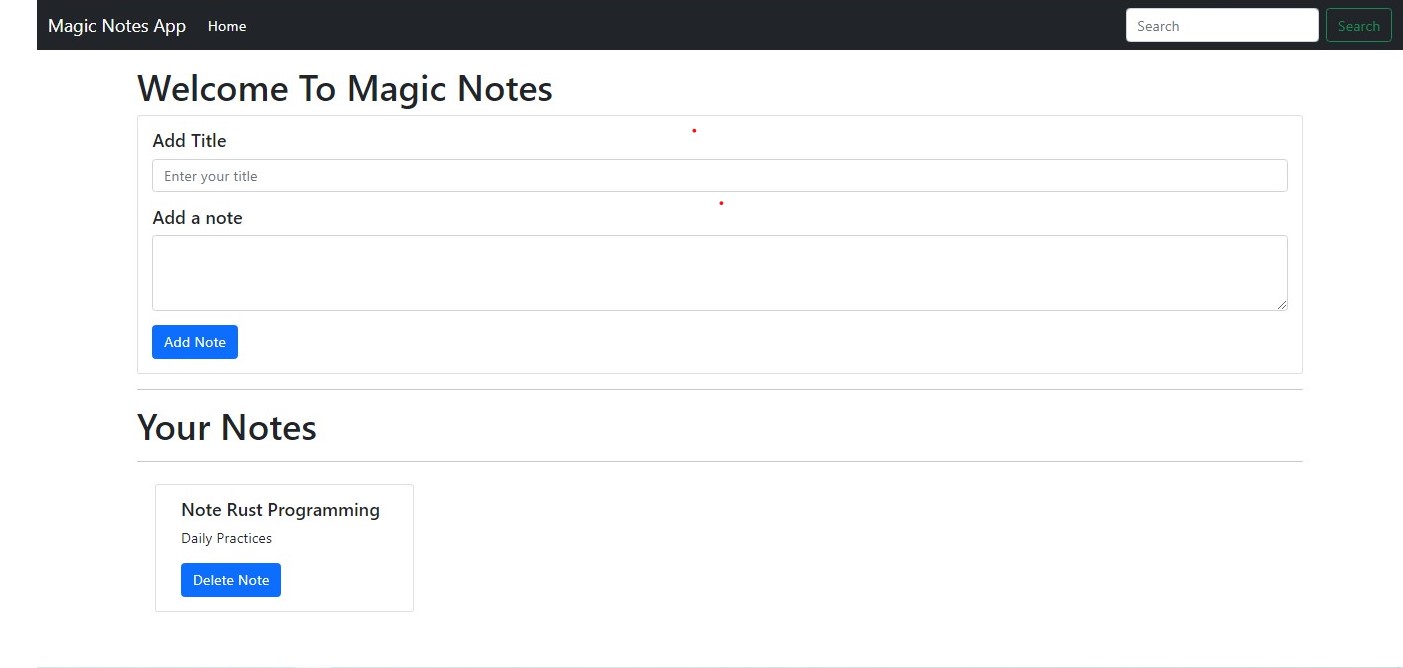 Magic Notes App Home Search Search
Welcome To Magic Notes
Add Title
Enter your title
Add a note
Add Note
Your Notes
Note Rust Programming
Daily Practices
Delete Note